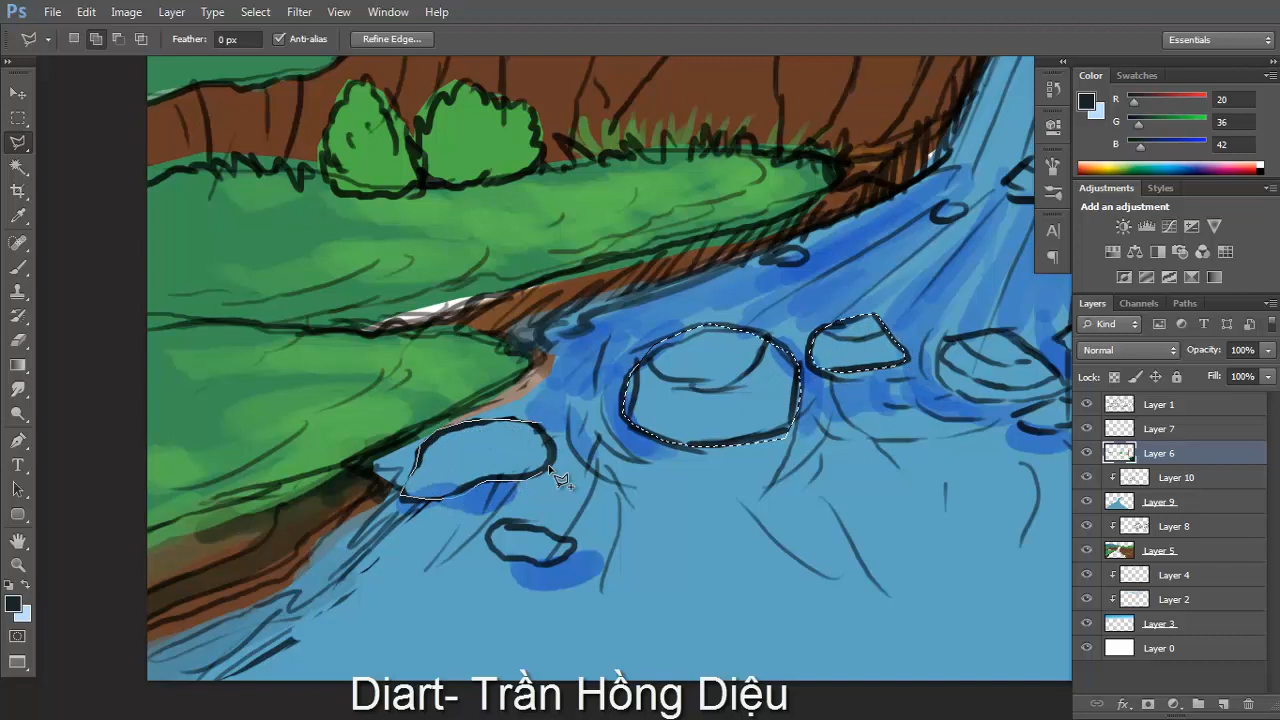 Ps File Edit Image Layer Type Select Filter View Window Help
Feather: 0 px Anti-alias Refine Edge... Essentials
Color Swatches
R 20
G 36
B 42
Adjustments Styles
Add an adjustment
Layers Channels Paths
Kind
Normal Opacity: 100%
Lock: Fill: 100%
Layer 1
Layer 7
Layer 6
Layer 10
Layer 9
Layer 8
Layer 5
Layer 4
Layer 2
Layer 3
Layer 0
Diart- Trần Hồng Diệu